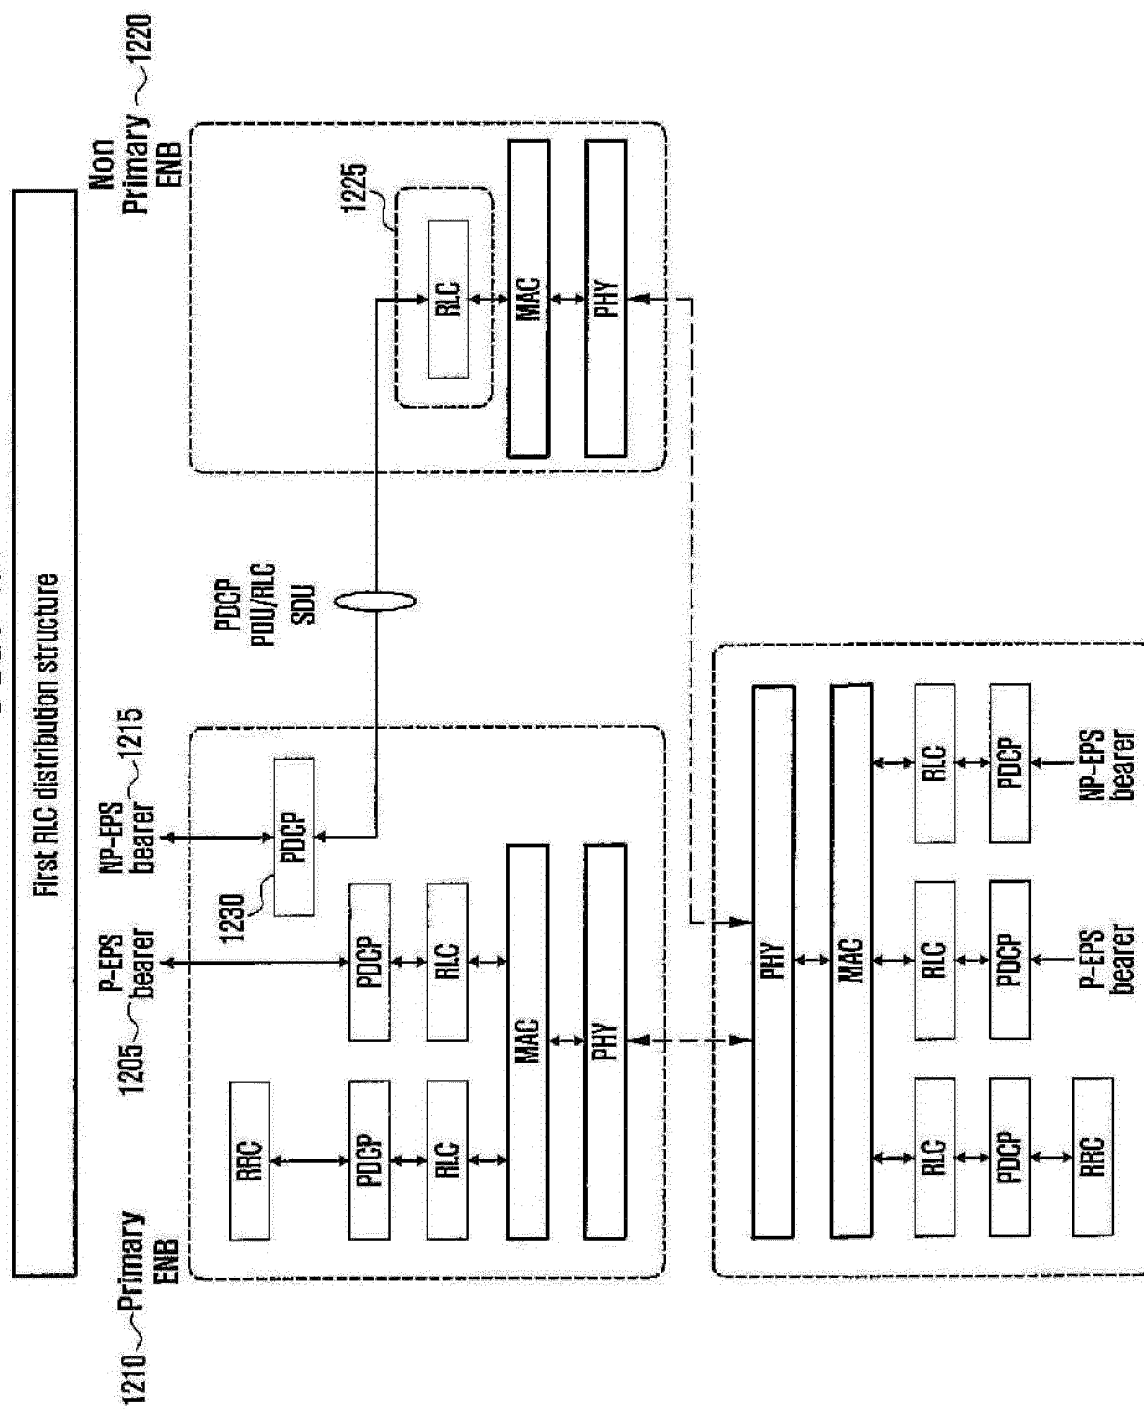 First RLC distribution structure
1210 Primary
ENB
1205
P-EPS
bearer
NP-EPS
bearer 1215
Non
Primary 1220
ENB
RRC
1230
PDCP
PDCP
PDCP
RLC
RLC
MAC
PHY
PDCP
PDU/RLC
SDU
1225
RLC
MAC
PHY
PHY
MAC
RLC
RLC
RLC
PDCP
PDCP
PDCP
RRC
P-EPS
bearer
NP-EPS
bearer